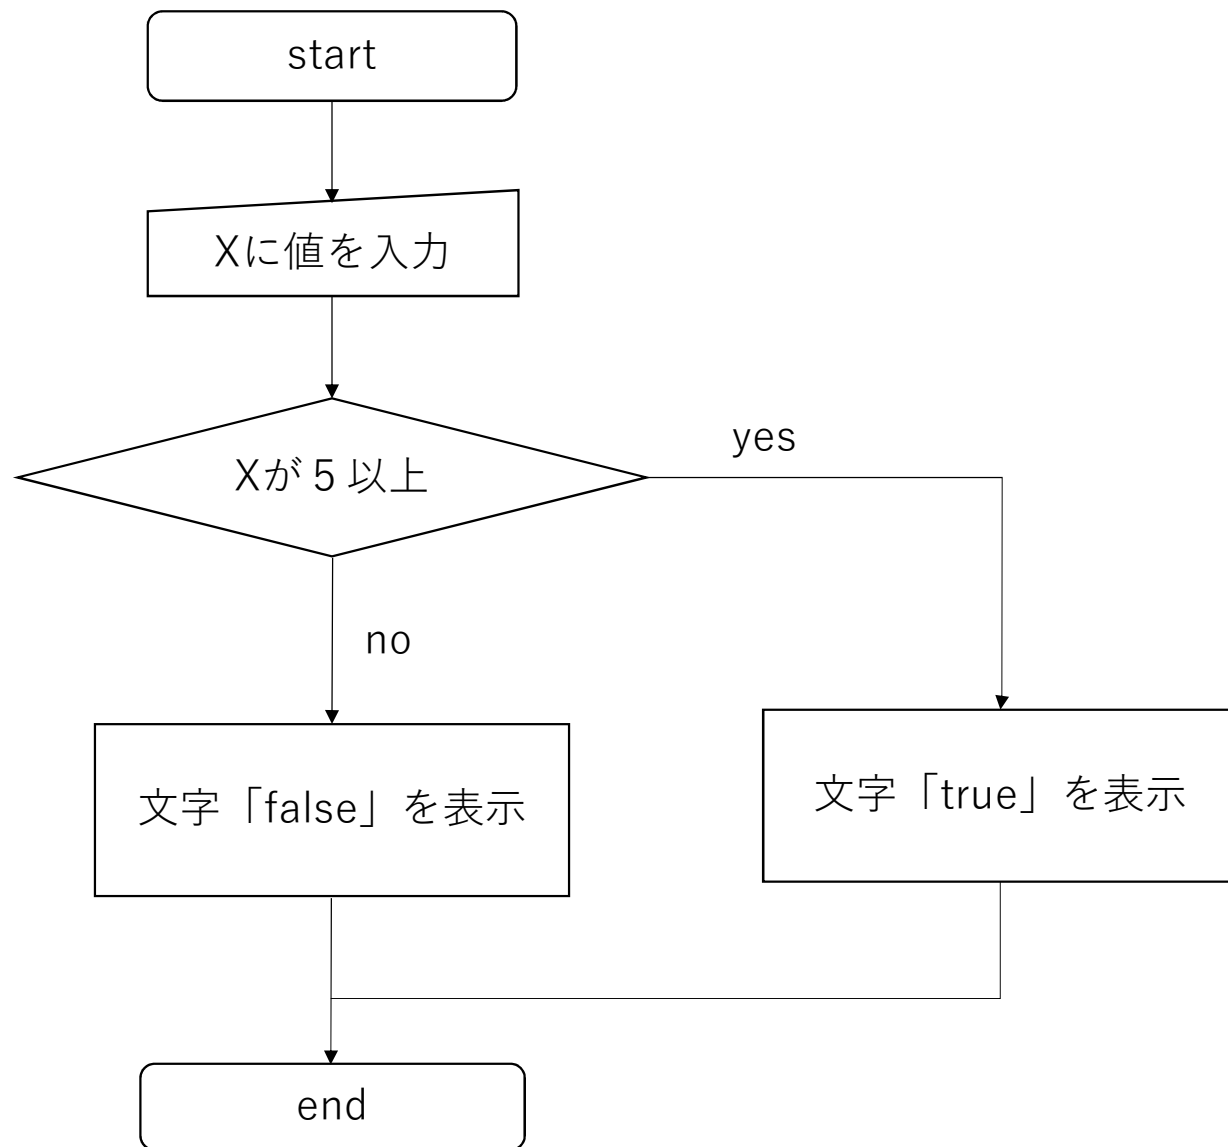 start
Xに値を入力
Xが５以上
yes
no
文字「false」を表示
文字「true」を表示
end